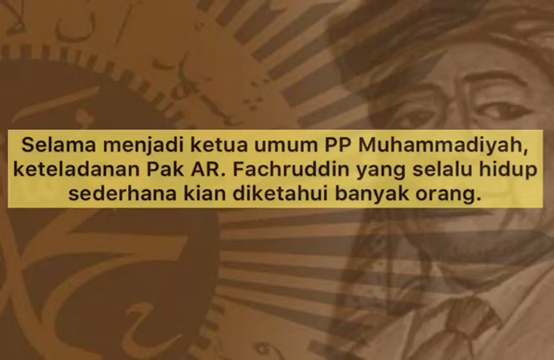 Selama menjadi ketua umum PP Muhammadiyah,
keteladanan Pak AR. Fachruddin yang selalu hidup
sederhana kian diketahui banyak orang.